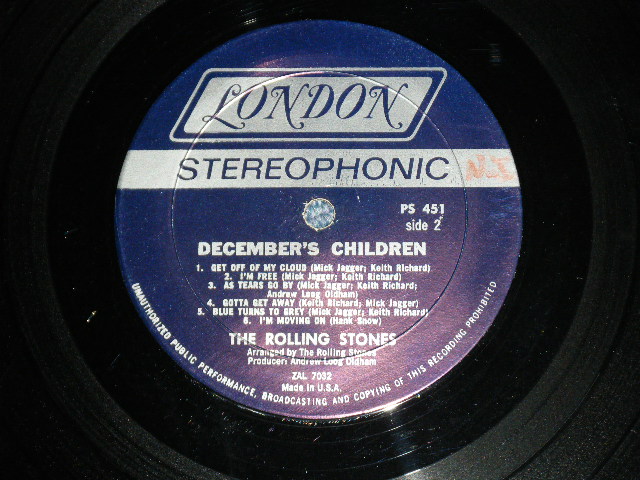 LONDON
STEREOPHONIC
PS 451
side 2
DECEMBER'S CHILDREN
1. GET OFF OF MY CLOUD (Mick Jagger; Keith Richard)
2. I'M FREE (Mick Jagger; Keith Richard)
3. AS TEARS GO BY (Mick Jagger; Keith Richard;
Andrew Loog Oldham)
4. GOTTA GET AWAY (Keith Richard; Mick Jagger)
5. BLUE TURNS TO GREY (Mick Jagger; Keith Richard)
6. I'M MOVING ON (Hank Snow)
THE ROLLING STONES
Arranged by The Rolling Stones
Producer: Andrew Loog Oldham
ZAL 7032
Made in U.S.A.
UNAUTHORIZED PUBLIC PERFORMANCE, BROADCASTING AND COPYING OF THIS RECORDING PROHIBITED